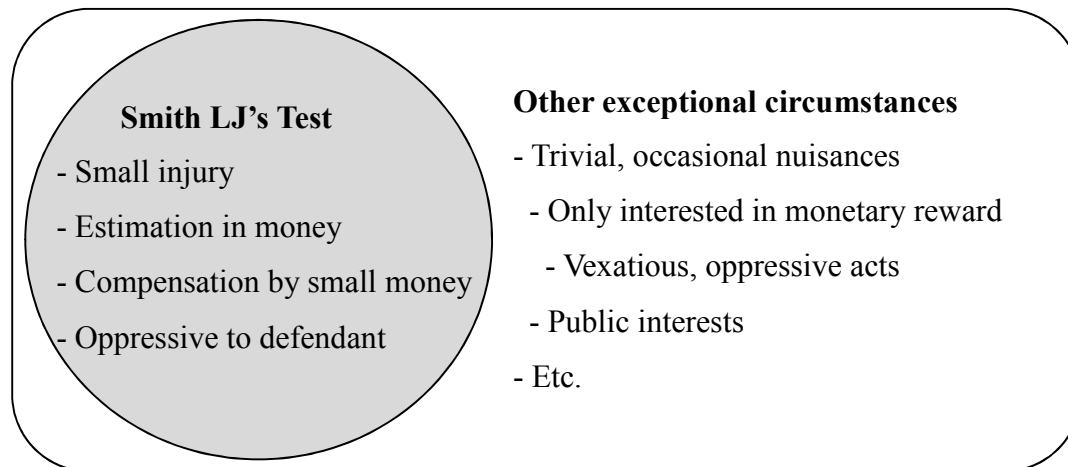 Smith LJ’s Test
- Small injury
- Estimation in money
- Compensation by small money
- Oppressive to defendant
Other exceptional circumstances
- Trivial, occasional nuisances
- Only interested in monetary reward
- Vexatious, oppressive acts
- Public interests
- Etc.